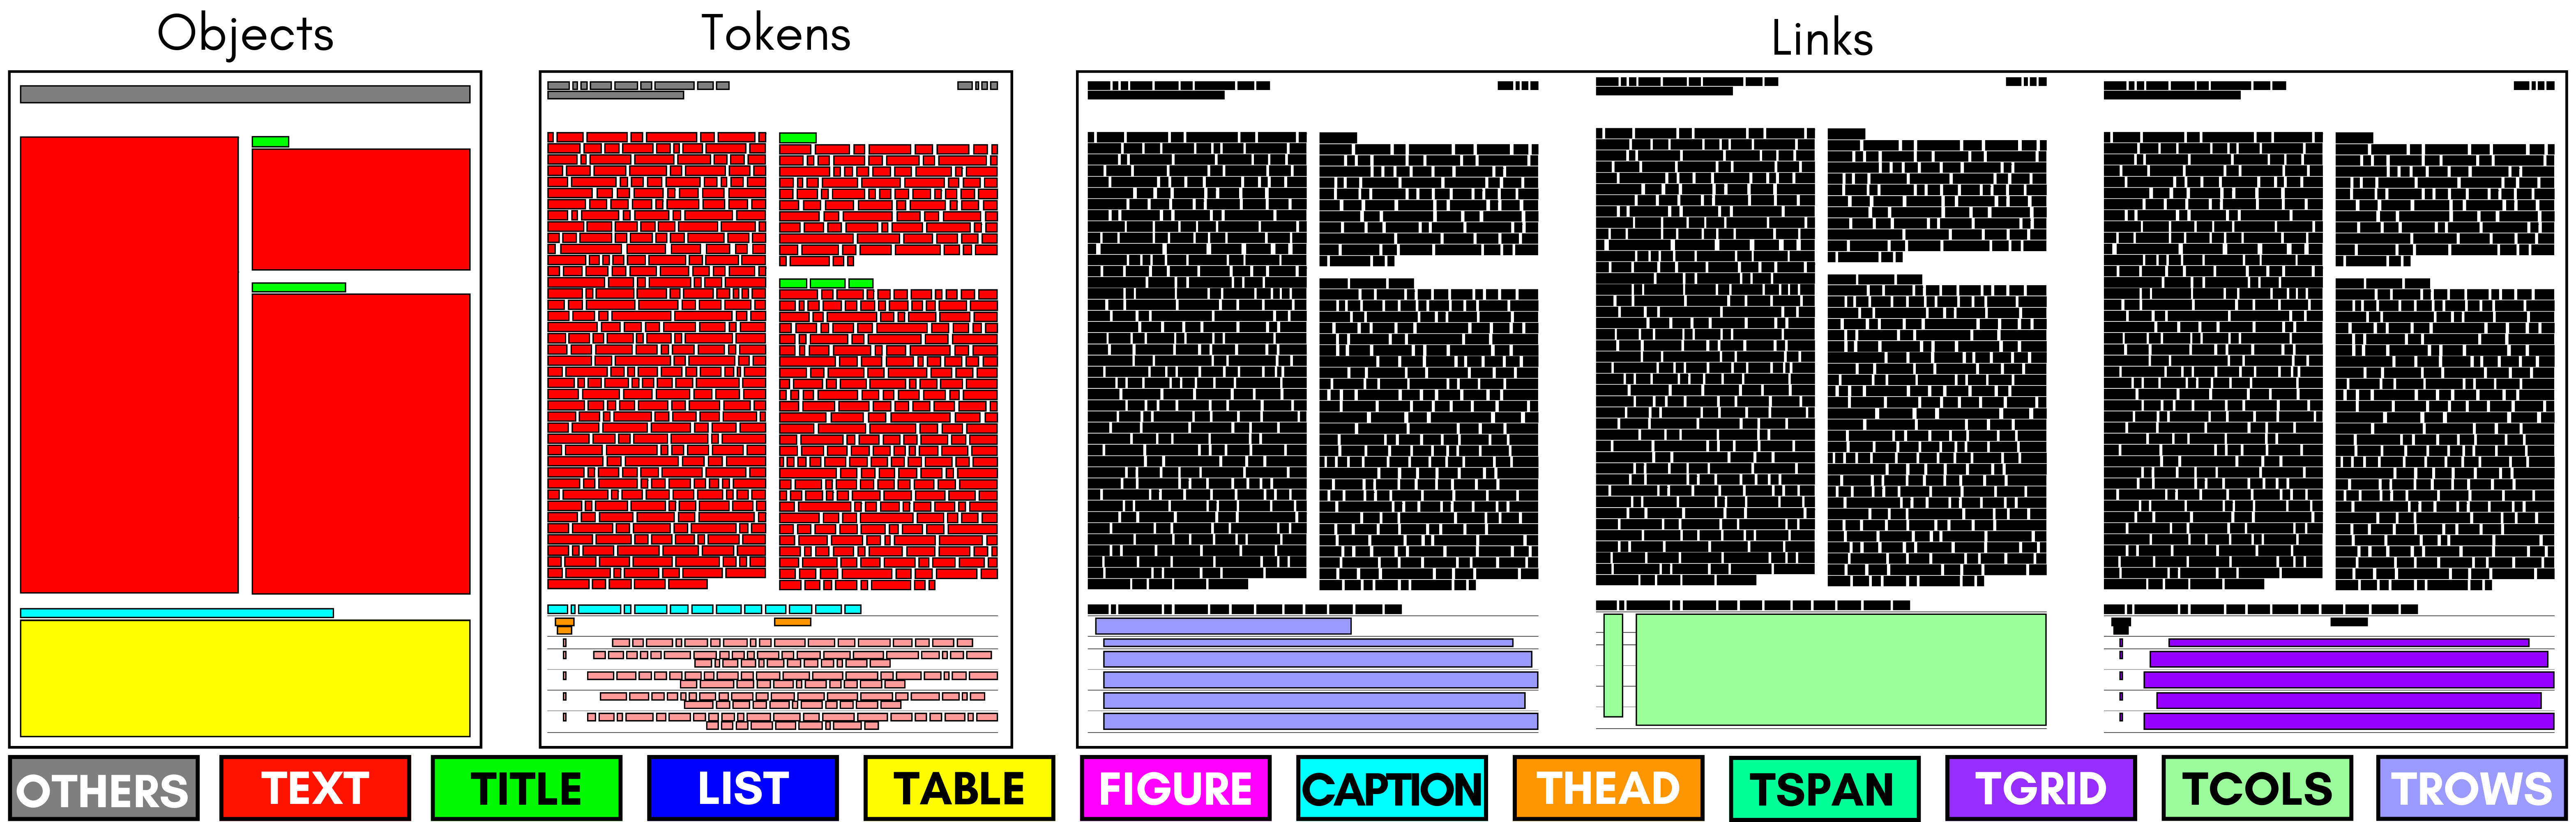 Objects
Tokens
Links
OTHERS
TEXT
TITLE
LIST
TABLE
FIGURE
CAPTION
THEAD
TSPAN
TGRID
TCOLS
TROWS